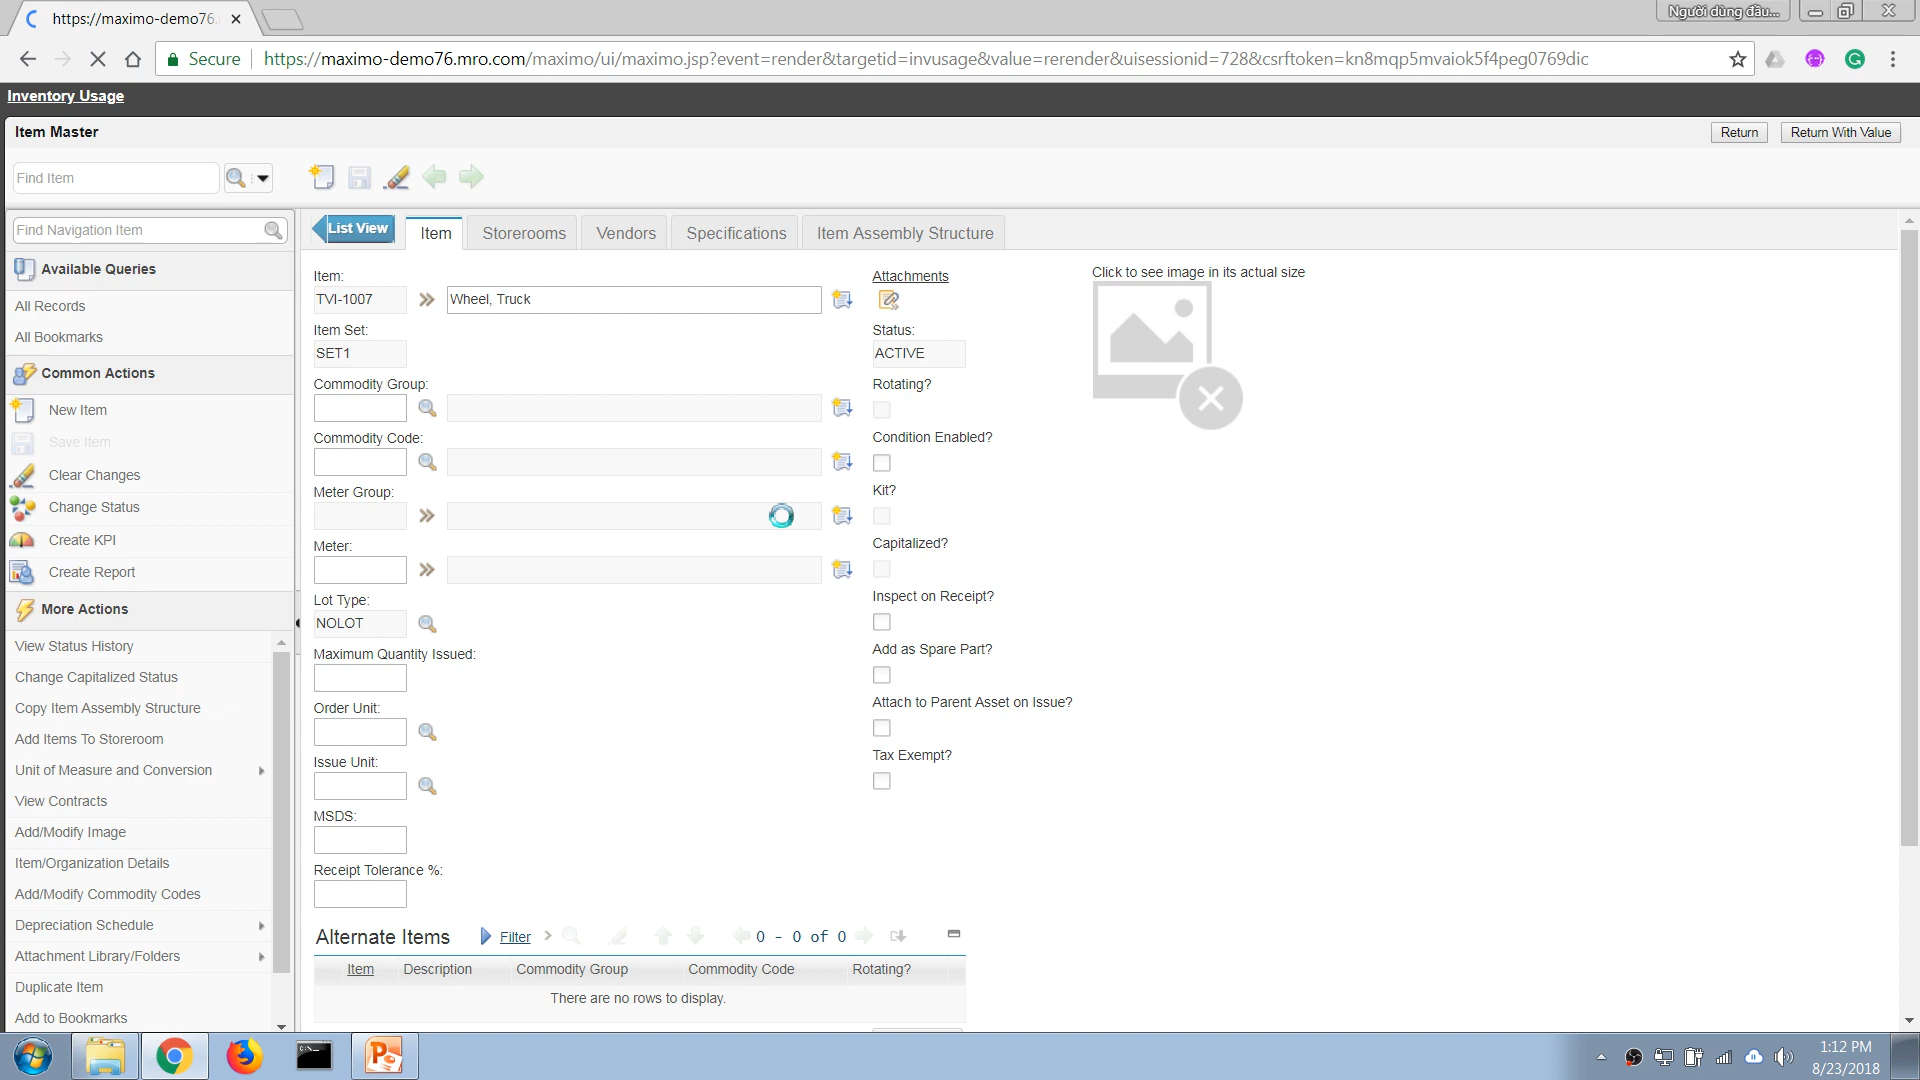 https://maximo-demo76.
Người dùng đầu...
Secure
https://maximo-demo76.mro.com/maximo/ui/maximo.jsp?event=render&targetid=invusage&value=rerender&uisessionid=728&csrftoken=kn8mqp5mvaiok5f4peg0769dic
Inventory Usage
Item Master
Return
Return With Value
Find Item
Find Navigation Item
Available Queries
All Records
All Bookmarks
Common Actions
New Item
Save Item
Clear Changes
Change Status
Create KPI
Create Report
More Actions
View Status History
Change Capitalized Status
Copy Item Assembly Structure
Add Items To Storeroom
Unit of Measure and Conversion
View Contracts
Add/Modify Image
Item/Organization Details
Add/Modify Commodity Codes
Depreciation Schedule
Attachment Library/Folders
Duplicate Item
Add to Bookmarks
List View
Item
Storerooms
Vendors
Specifications
Item Assembly Structure
Item:
TVI-1007
Wheel, Truck
Item Set:
SET1
Commodity Group:
Commodity Code:
Meter Group:
Meter:
Lot Type:
NOLOT
Maximum Quantity Issued:
Order Unit:
Issue Unit:
MSDS:
Receipt Tolerance %:
Attachments
Status:
ACTIVE
Rotating?
Condition Enabled?
Kit?
Capitalized?
Inspect on Receipt?
Add as Spare Part?
Attach to Parent Asset on Issue?
Tax Exempt?
Click to see image in its actual size
Alternate Items
Filter
0 - 0 of 0
Item
Description
Commodity Group
Commodity Code
Rotating?
There are no rows to display.
1:12 PM
8/23/2018